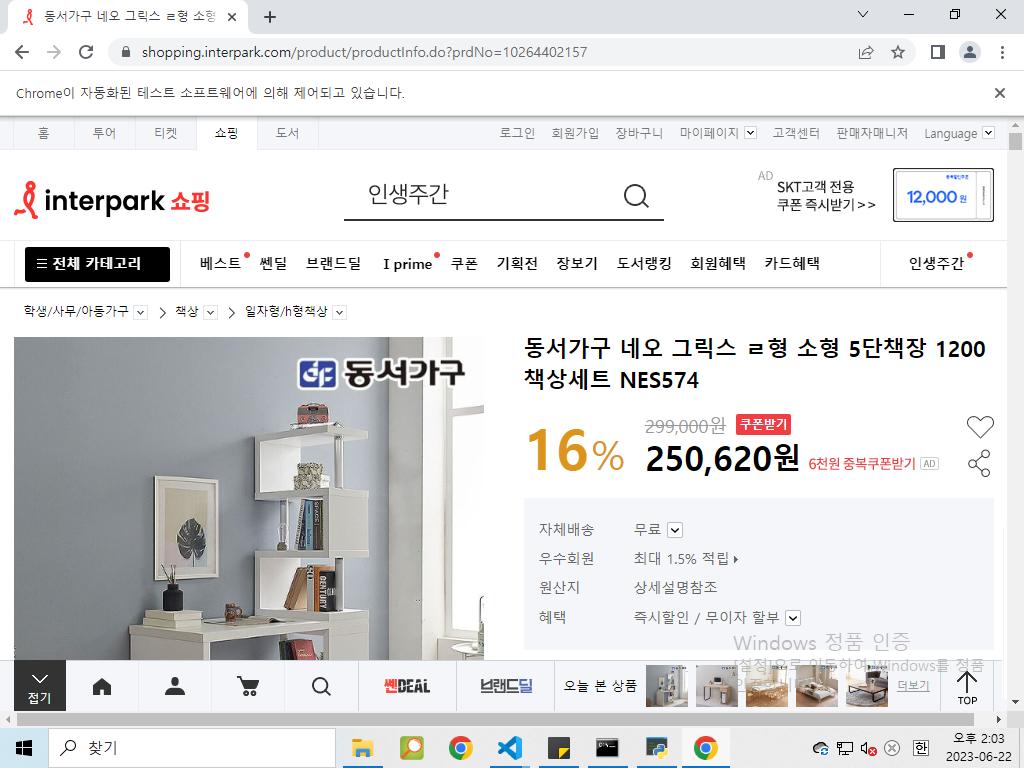 동서가구 네오 그릭스 ㄹ형 소형
shopping.interpark.com/product/productInfo.do?prdNo=10264402157
Chrome이 자동화된 테스트 소프트웨어에 의해 제어되고 있습니다.
홈 투어 티켓 쇼핑 도서 로그인 회원가입 장바구니 마이페이지 고객센터 판매자매니저 Language
interpark 쇼핑
인생주간
AD
SKT고객 전용
쿠폰 즉시받기 >>
12,000 원
전체 카테고리 베스트 쎈딜 브랜드딜 I prime 쿠폰 기획전 장보기 도서랭킹 회원혜택 카드혜택 인생주간
학생/사무/아동가구 책상 일자형/h형책상
동서가구
동서가구 네오 그릭스 ㄹ형 소형 5단책장 1200
책상세트 NES574
16%
299,000원 쿠폰받기
250,620원 6천원 중복쿠폰받기 AD
자체배송 무료
우수회원 최대 1.5% 적립
원산지 상세설명참조
혜택 즉시할인 / 무이자 할부
CENTURY
Windows 정품 인증
[설정]으로 이동하여 Windows를 정품
접기
쎈DEAL
브랜드딜
오늘 본 상품
더보기
TOP
찾기
한
오후 2:03
2023-06-22